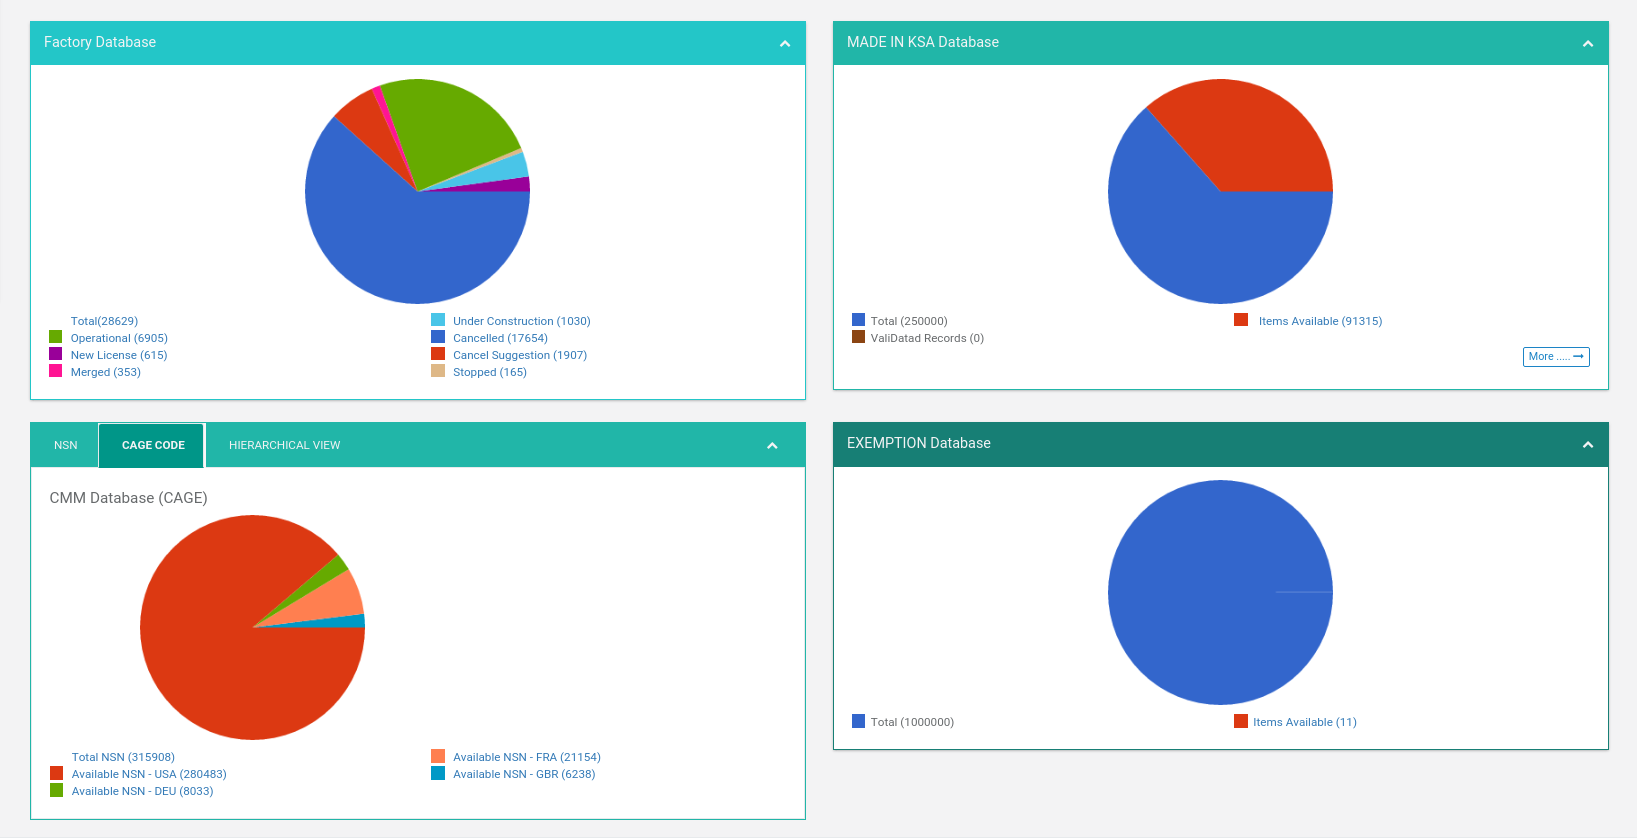 Factory Database
Total(28629)
Operational (6905)
New License (615)
Merged (353)
Under Construction (1030)
Cancelled (17654)
Cancel Suggestion (1907)
Stopped (165)
MADE IN KSA Database
Total (250000)
ValiDatad Records (0)
Items Available (91315)
More .....
NSN CAGE CODE HIERARCHICAL VIEW
CMM Database (CAGE)
Total NSN (315908)
Available NSN - USA (280483)
Available NSN - DEU (8033)
Available NSN - FRA (21154)
Available NSN - GBR (6238)
EXEMPTION Database
Total (1000000)
Items Available (11)